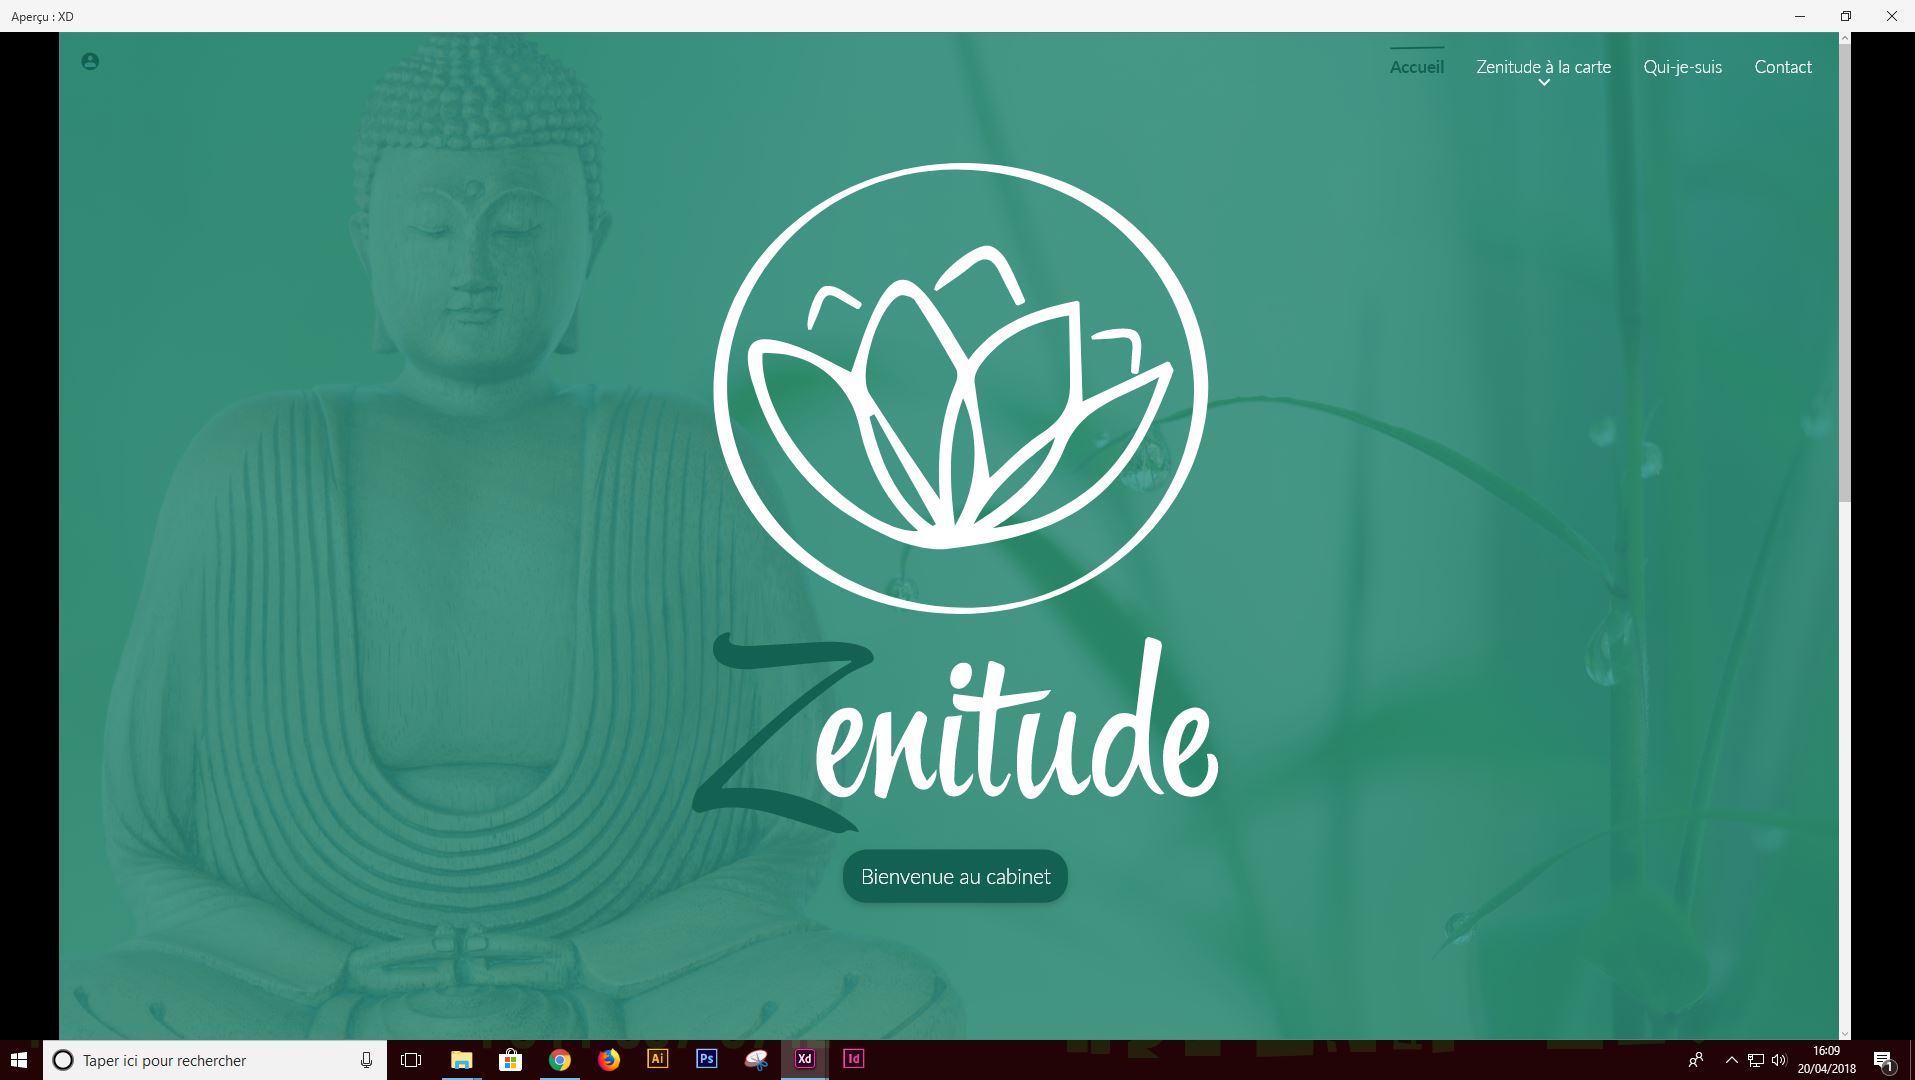 Aperçu : XD
Accueil
Zenitude à la carte
Qui-je-suis
Contact
Zenitude
Bienvenue au cabinet
Taper ici pour rechercher
Ai
Ps
Xd
Id
16:09
20/04/2018
1